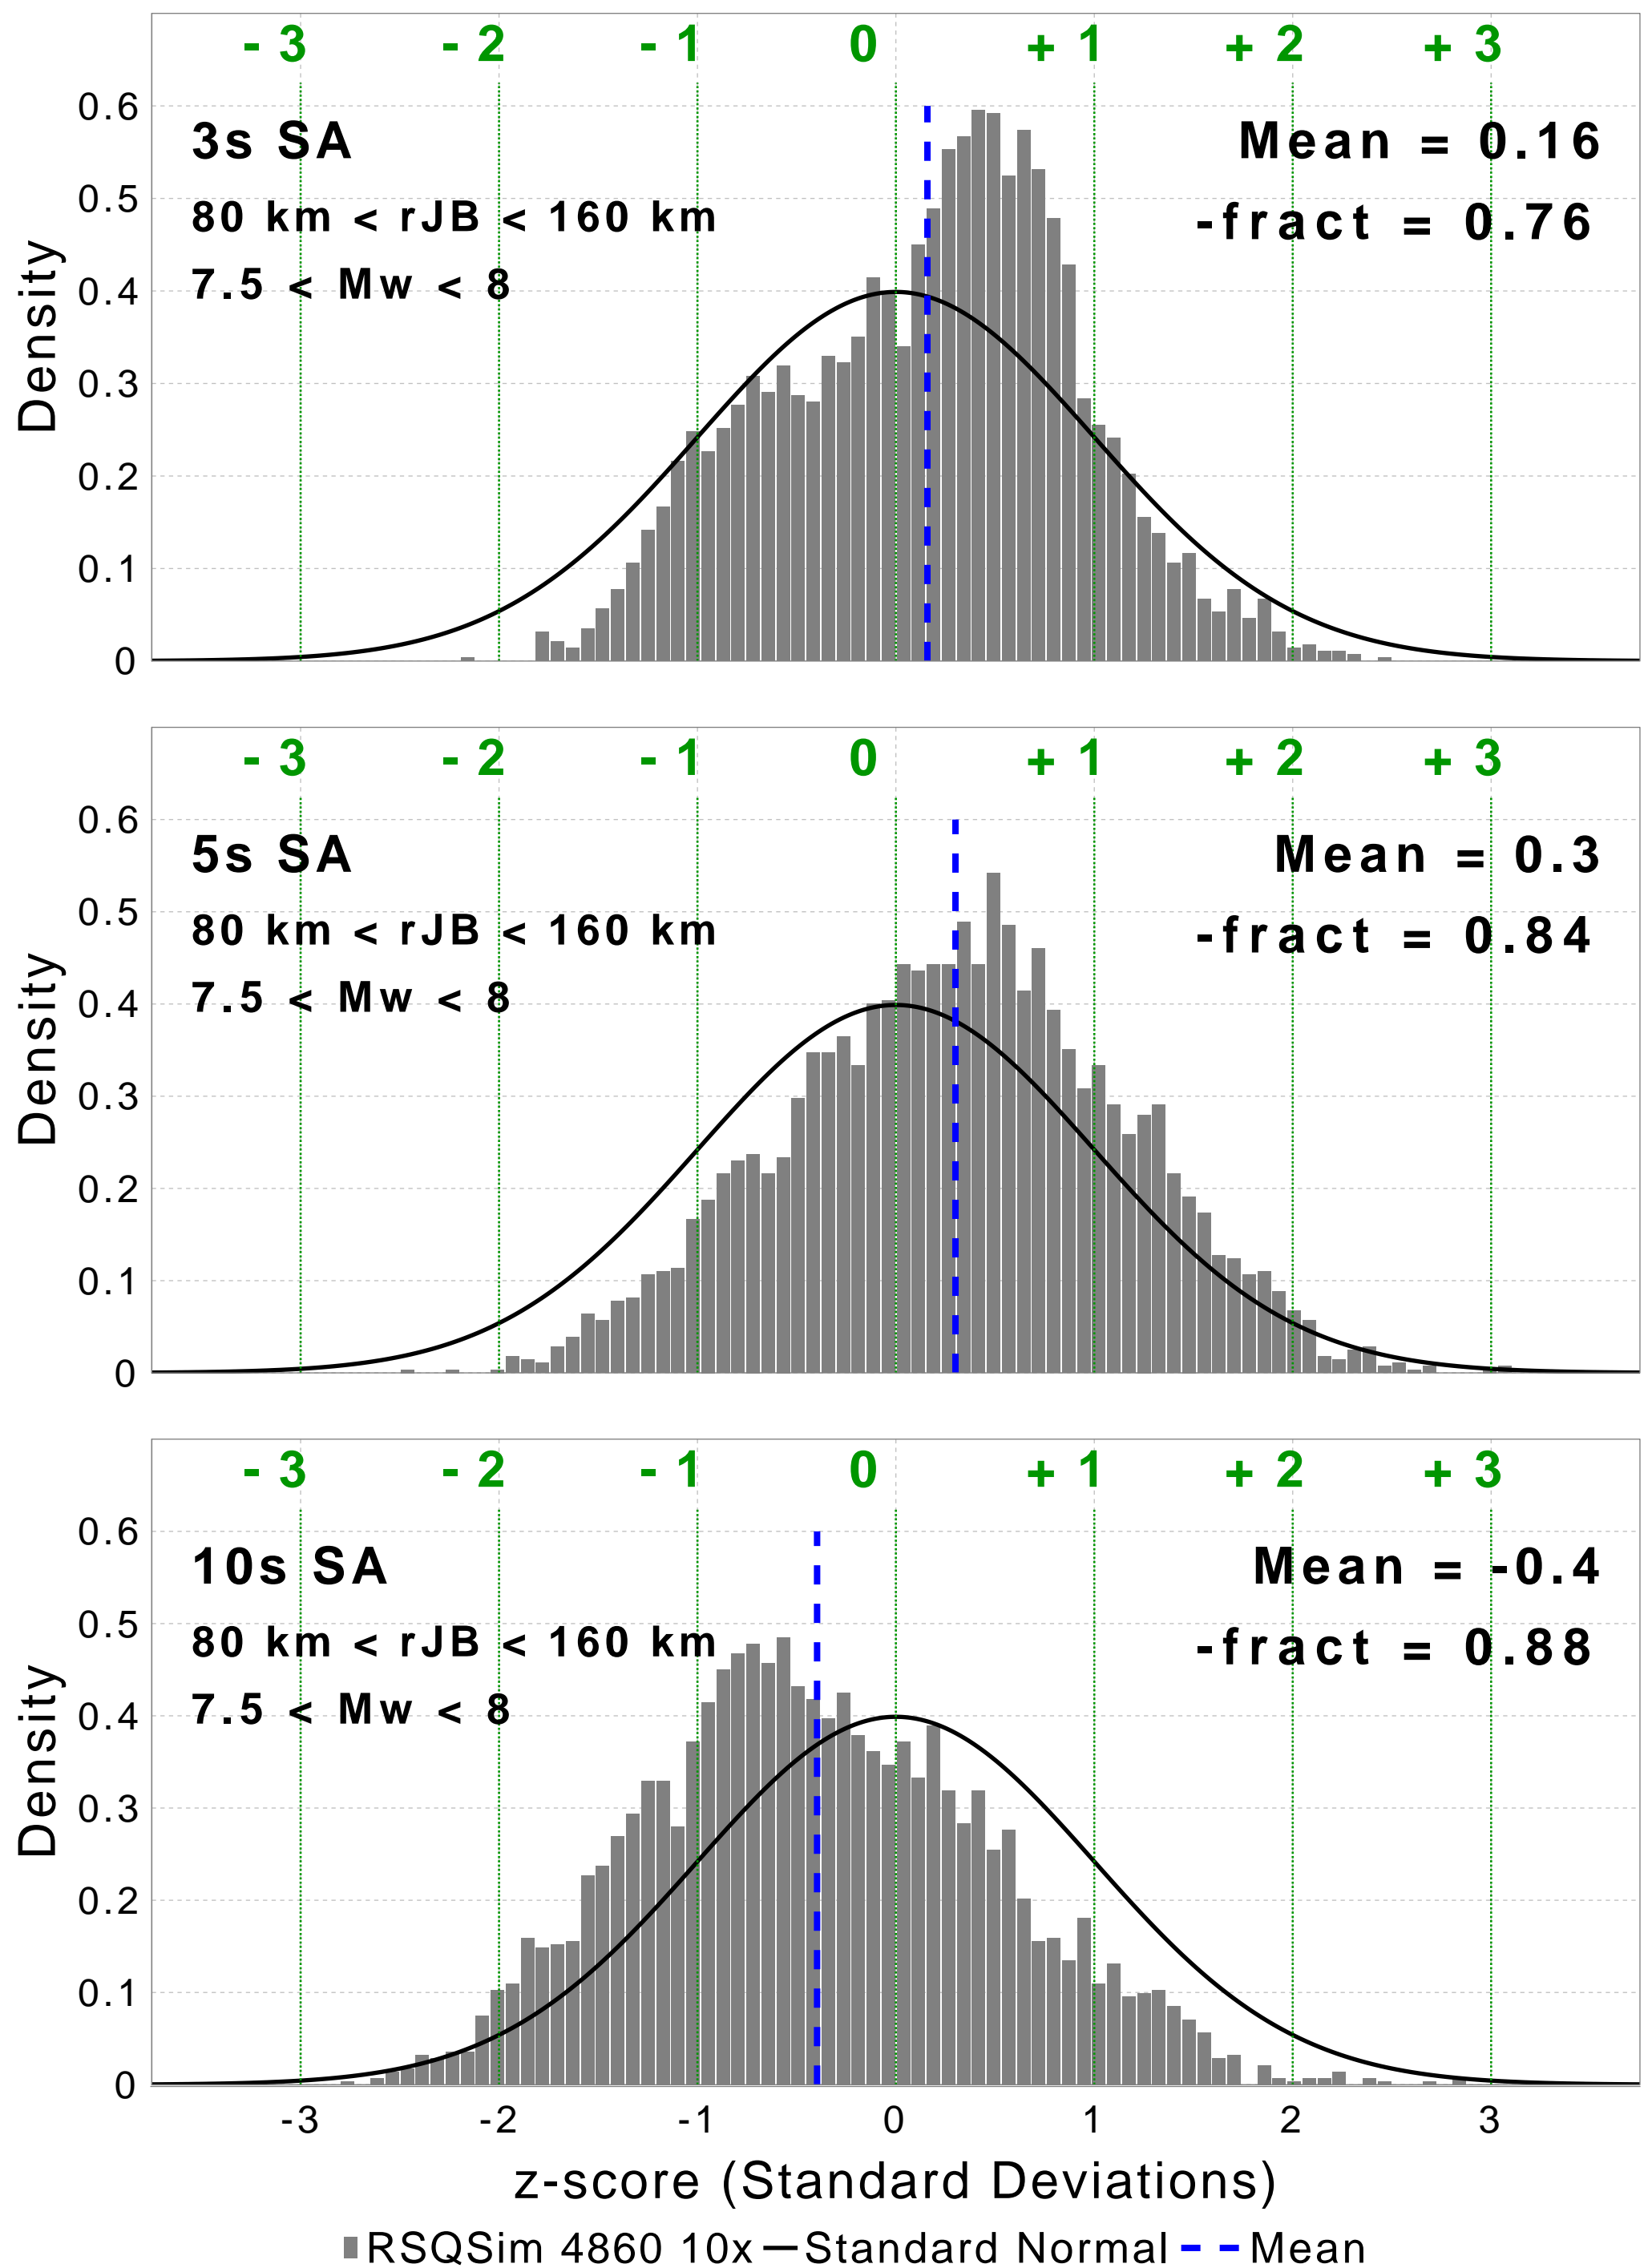 - 3 - 2 - 1 0 + 1 + 2 + 3
0.6
3s SA
Mean = 0.16
0.5
80 km < rJB < 160 km
-fract = 0.76
7.5 < Mw < 8
0.4
Density
0.3
0.2
0.1
0
- 3 - 2 - 1 0 + 1 + 2 + 3
0.6
5s SA
Mean = 0.3
0.5
80 km < rJB < 160 km
-fract = 0.84
7.5 < Mw < 8
0.4
Density
0.3
0.2
0.1
0
- 3 - 2 - 1 0 + 1 + 2 + 3
0.6
10s SA
Mean = -0.4
0.5
80 km < rJB < 160 km
-fract = 0.88
7.5 < Mw < 8
0.4
Density
0.3
0.2
0.1
0
-3 -2 -1 0 1 2 3
z-score (Standard Deviations)
RSQSim 4860 10x Standard Normal Mean